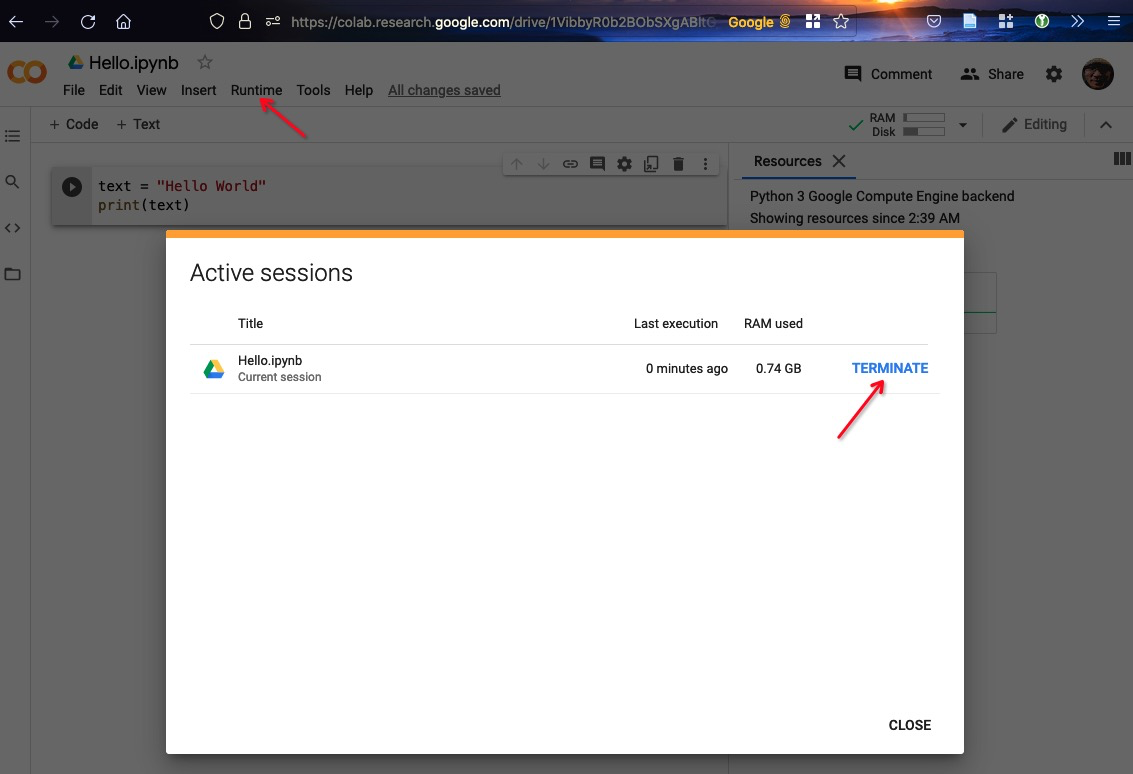 https://colab.research.google.com/drive/1VibbyR0b2BObSXgABltG Google
Hello.ipynb
File Edit View Insert Runtime Tools Help All changes saved
Comment Share
+ Code + Text
RAM
Disk
Editing
text = "Hello World"
print(text)
Resources
Python 3 Google Compute Engine backend
Showing resources since 2:39 AM
Active sessions
Title Last execution RAM used
Hello.ipynb 0 minutes ago 0.74 GB TERMINATE
Current session
CLOSE